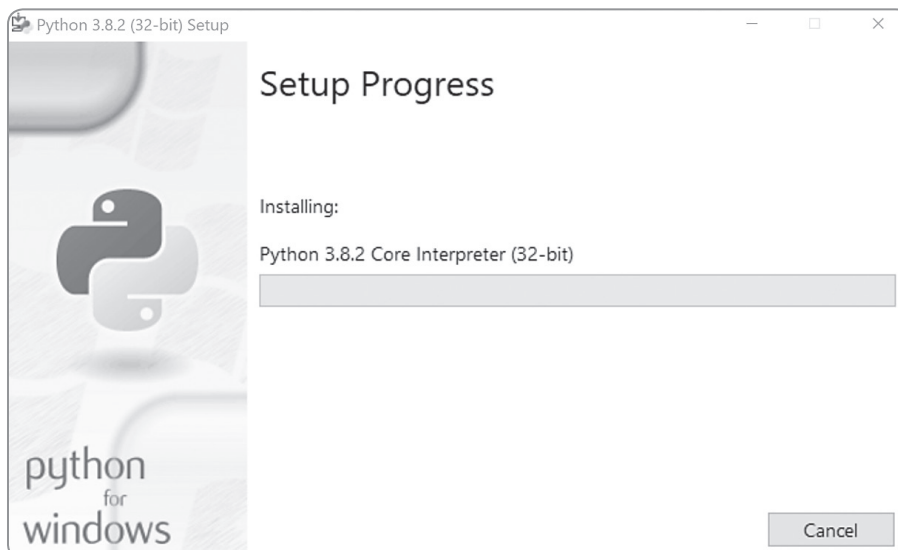 Python 3.8.2 (32-bit) Setup
Setup Progress
Installing:
Python 3.8.2 Core Interpreter (32-bit)
python
for
windows
Cancel